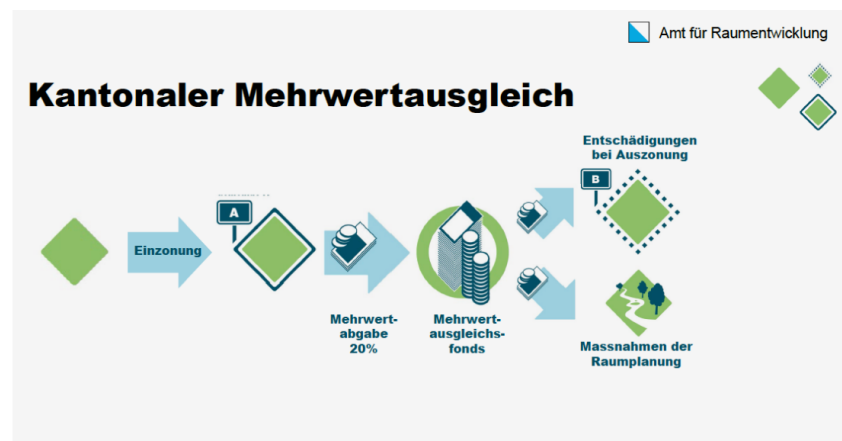 Amt für Raumentwicklung
Kantonaler Mehrwertausgleich
Entschädigungen
bei Auszonung
B
A
Einzonung
Mehrwert-
abgabe
20%
Mehrwert-
ausgleichs-
fonds
Massnahmen der
Raumplanung